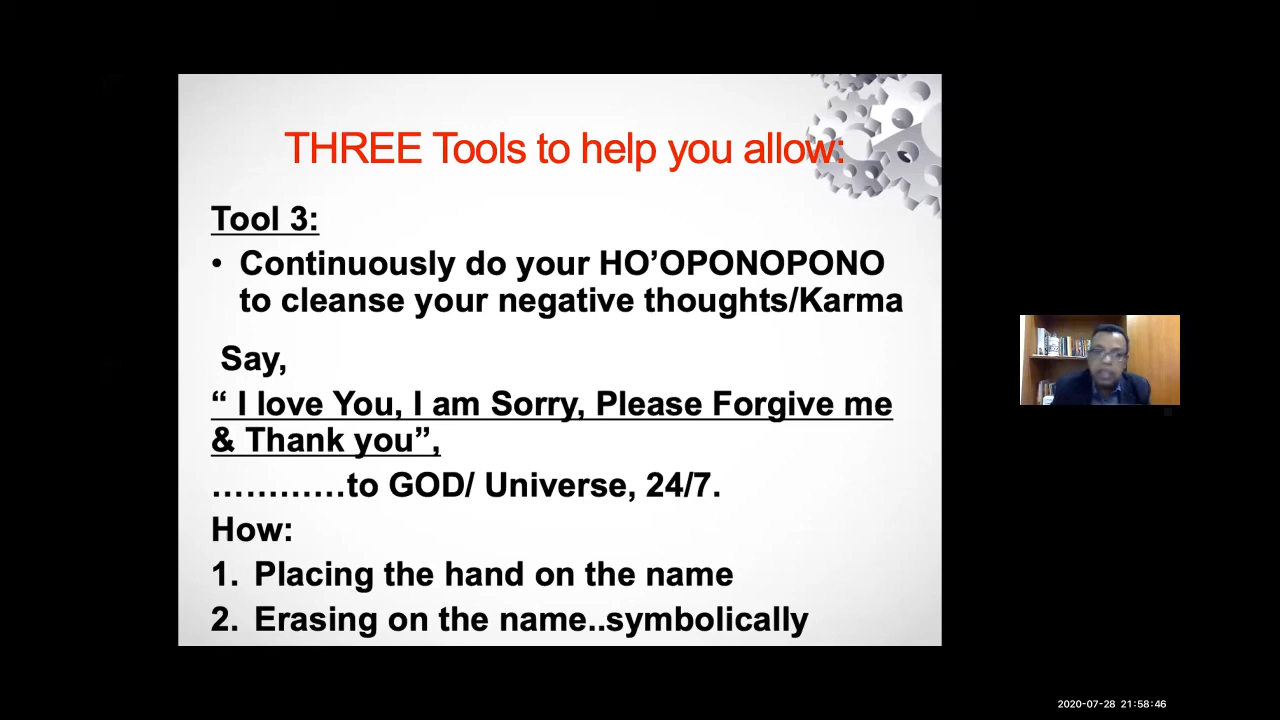 THREE Tools to help you allow:
Tool 3:
• Continuously do your HO’OPONOPONO
to cleanse your negative thoughts/Karma
Say,
“ I love You, I am Sorry, Please Forgive me
& Thank you”,
…………to GOD/ Universe, 24/7.
How:
1. Placing the hand on the name
2. Erasing on the name..symbolically
2020-07-28 21:58:46